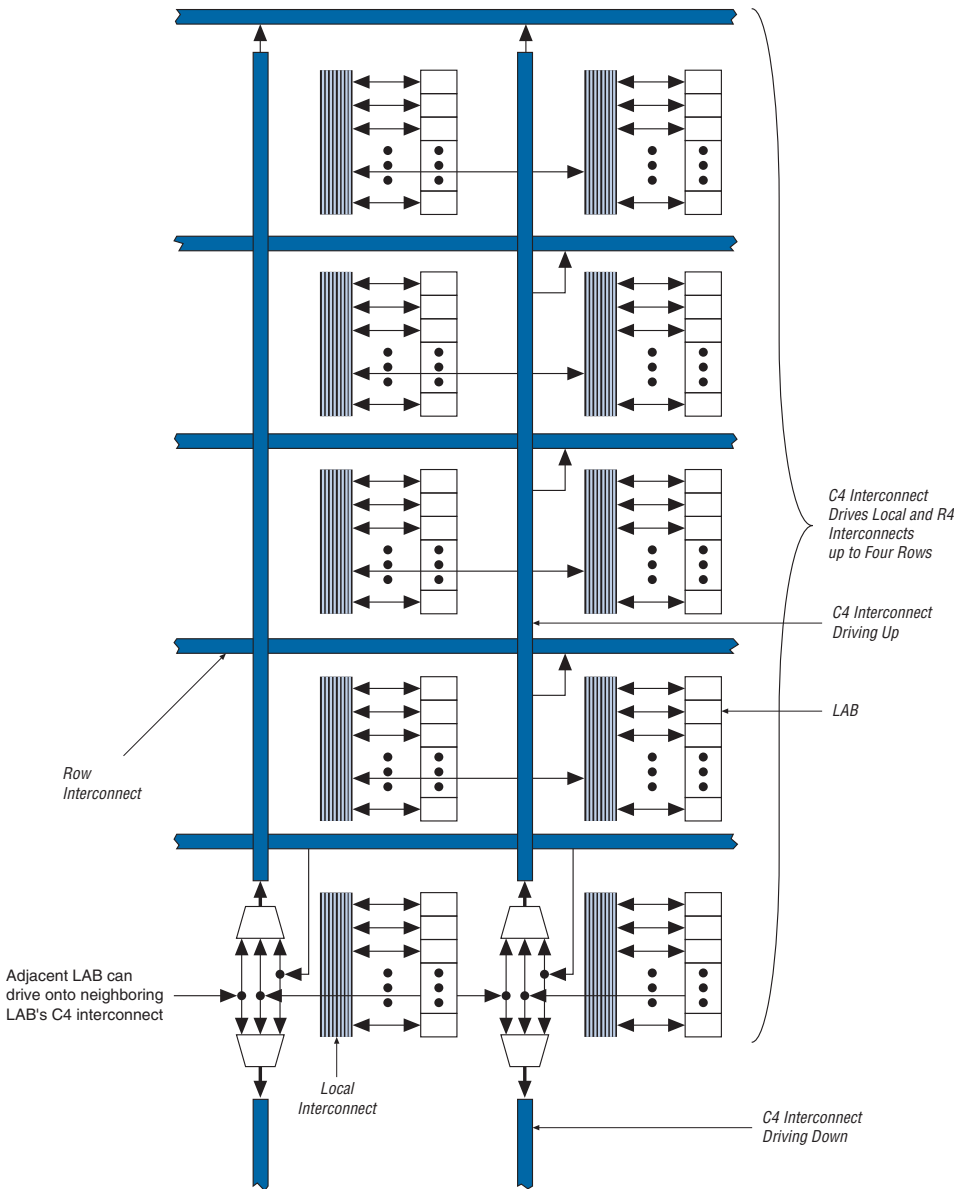 C4 Interconnect
Drives Local and R4
Interconnects
up to Four Rows
C4 Interconnect
Driving Up
LAB
Row
Interconnect
Adjacent LAB can
drive onto neighboring
LAB's C4 interconnect
Local
Interconnect
C4 Interconnect
Driving Down